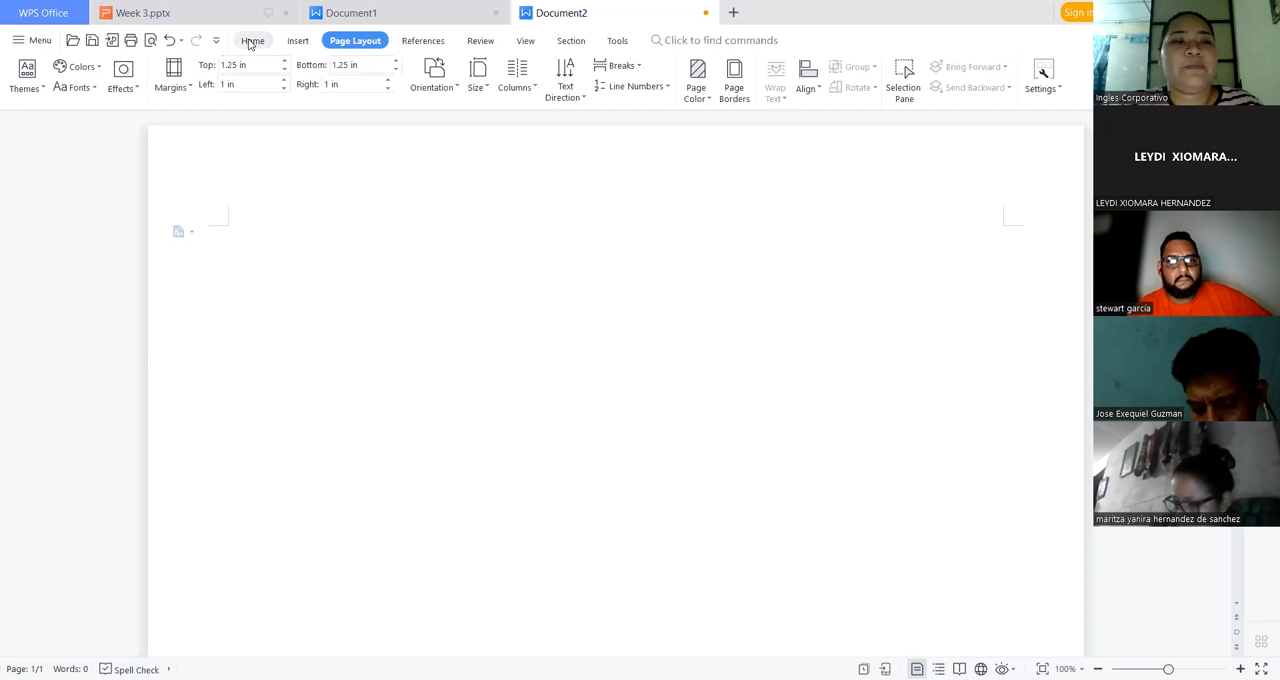 WPS Office
Week 3.pptx
Document1
Document2
Sign in
Menu
Home
Insert
Page Layout
References
Review
View
Section
Tools
Click to find commands
Themes
Colors
Fonts
Effects
Margins
Top: 1.25 in
Bottom: 1.25 in
Left: 1 in
Right: 1 in
Orientation
Size
Columns
Text
Direction
Breaks
Line Numbers
Page
Color
Page
Borders
Wrap
Text
Align
Group
Rotate
Selection
Pane
Bring Forward
Send Backward
Settings
Ingles Corporativo
LEYDI XIOMARA...
LEYDI XIOMARA HERNANDEZ
stewart garcía
Jose Exequiel Guzman
maritza yanira hernandez de sanchez
Page: 1/1
Words: 0
Spell Check
100%